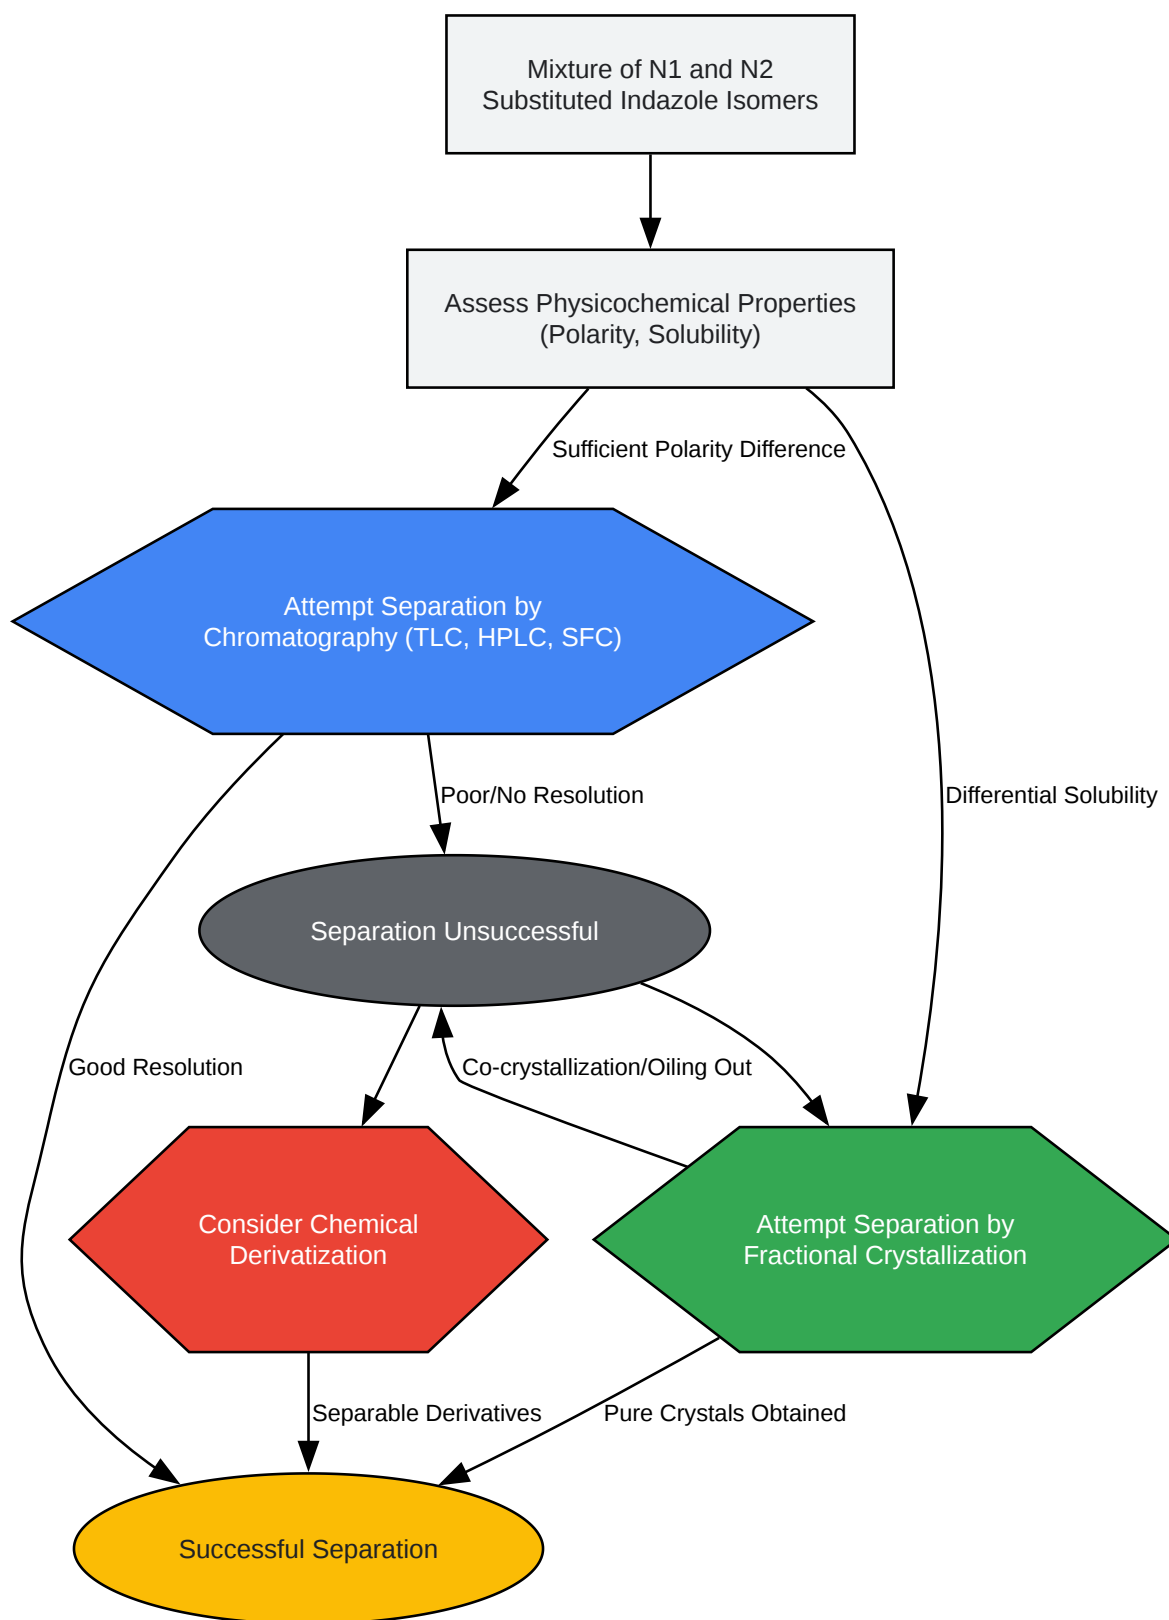 Mixture of N1 and N2
Substituted Indazole Isomers
Assess Physicochemical Properties
(Polarity, Solubility)
Sufficient Polarity Difference
Attempt Separation by
Chromatography (TLC, HPLC, SFC)
Poor/No Resolution
Differential Solubility
Separation Unsuccessful
Good Resolution
Co-crystallization/Oiling Out
Consider Chemical
Derivatization
Attempt Separation by
Fractional Crystallization
Separable Derivatives
Pure Crystals Obtained
Successful Separation